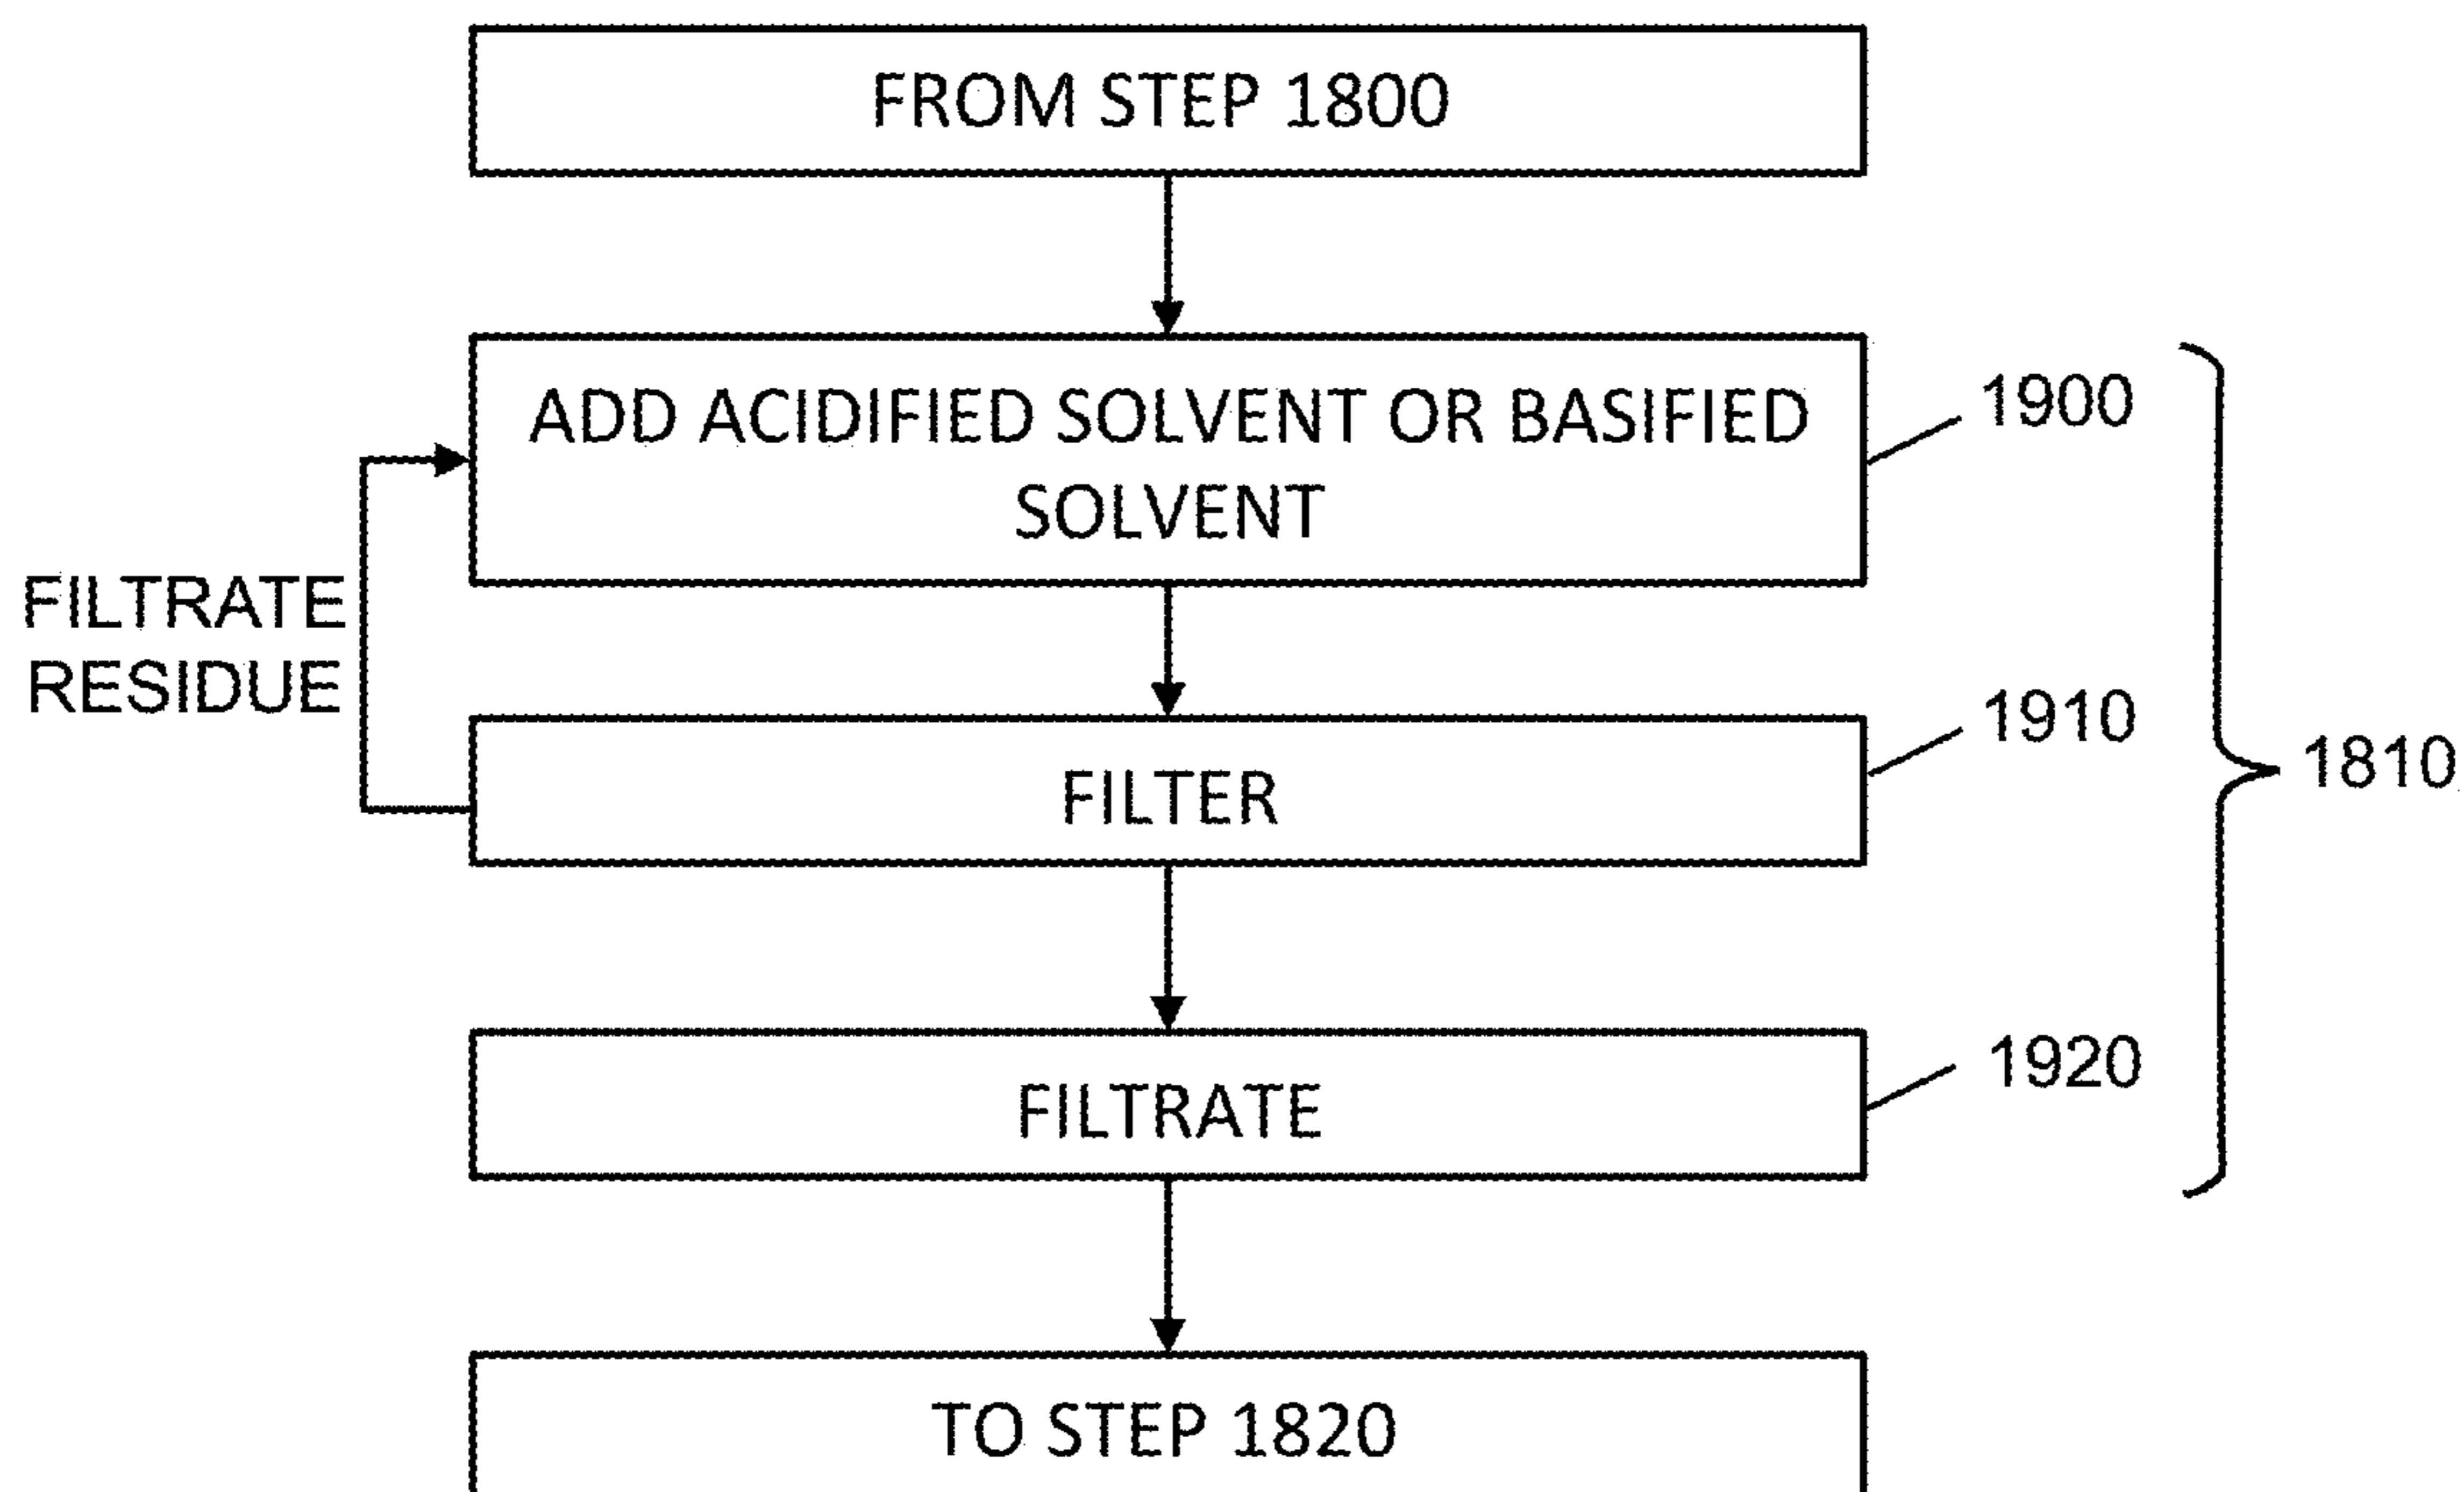 FROM STEP 1800
ADD ACIDIFIED SOLVENT OR BASIFIED
SOLVENT
1900
FILTRATE
RESIDUE
FILTER
1910
1810
FILTRATE
1920
TO STEP 1820